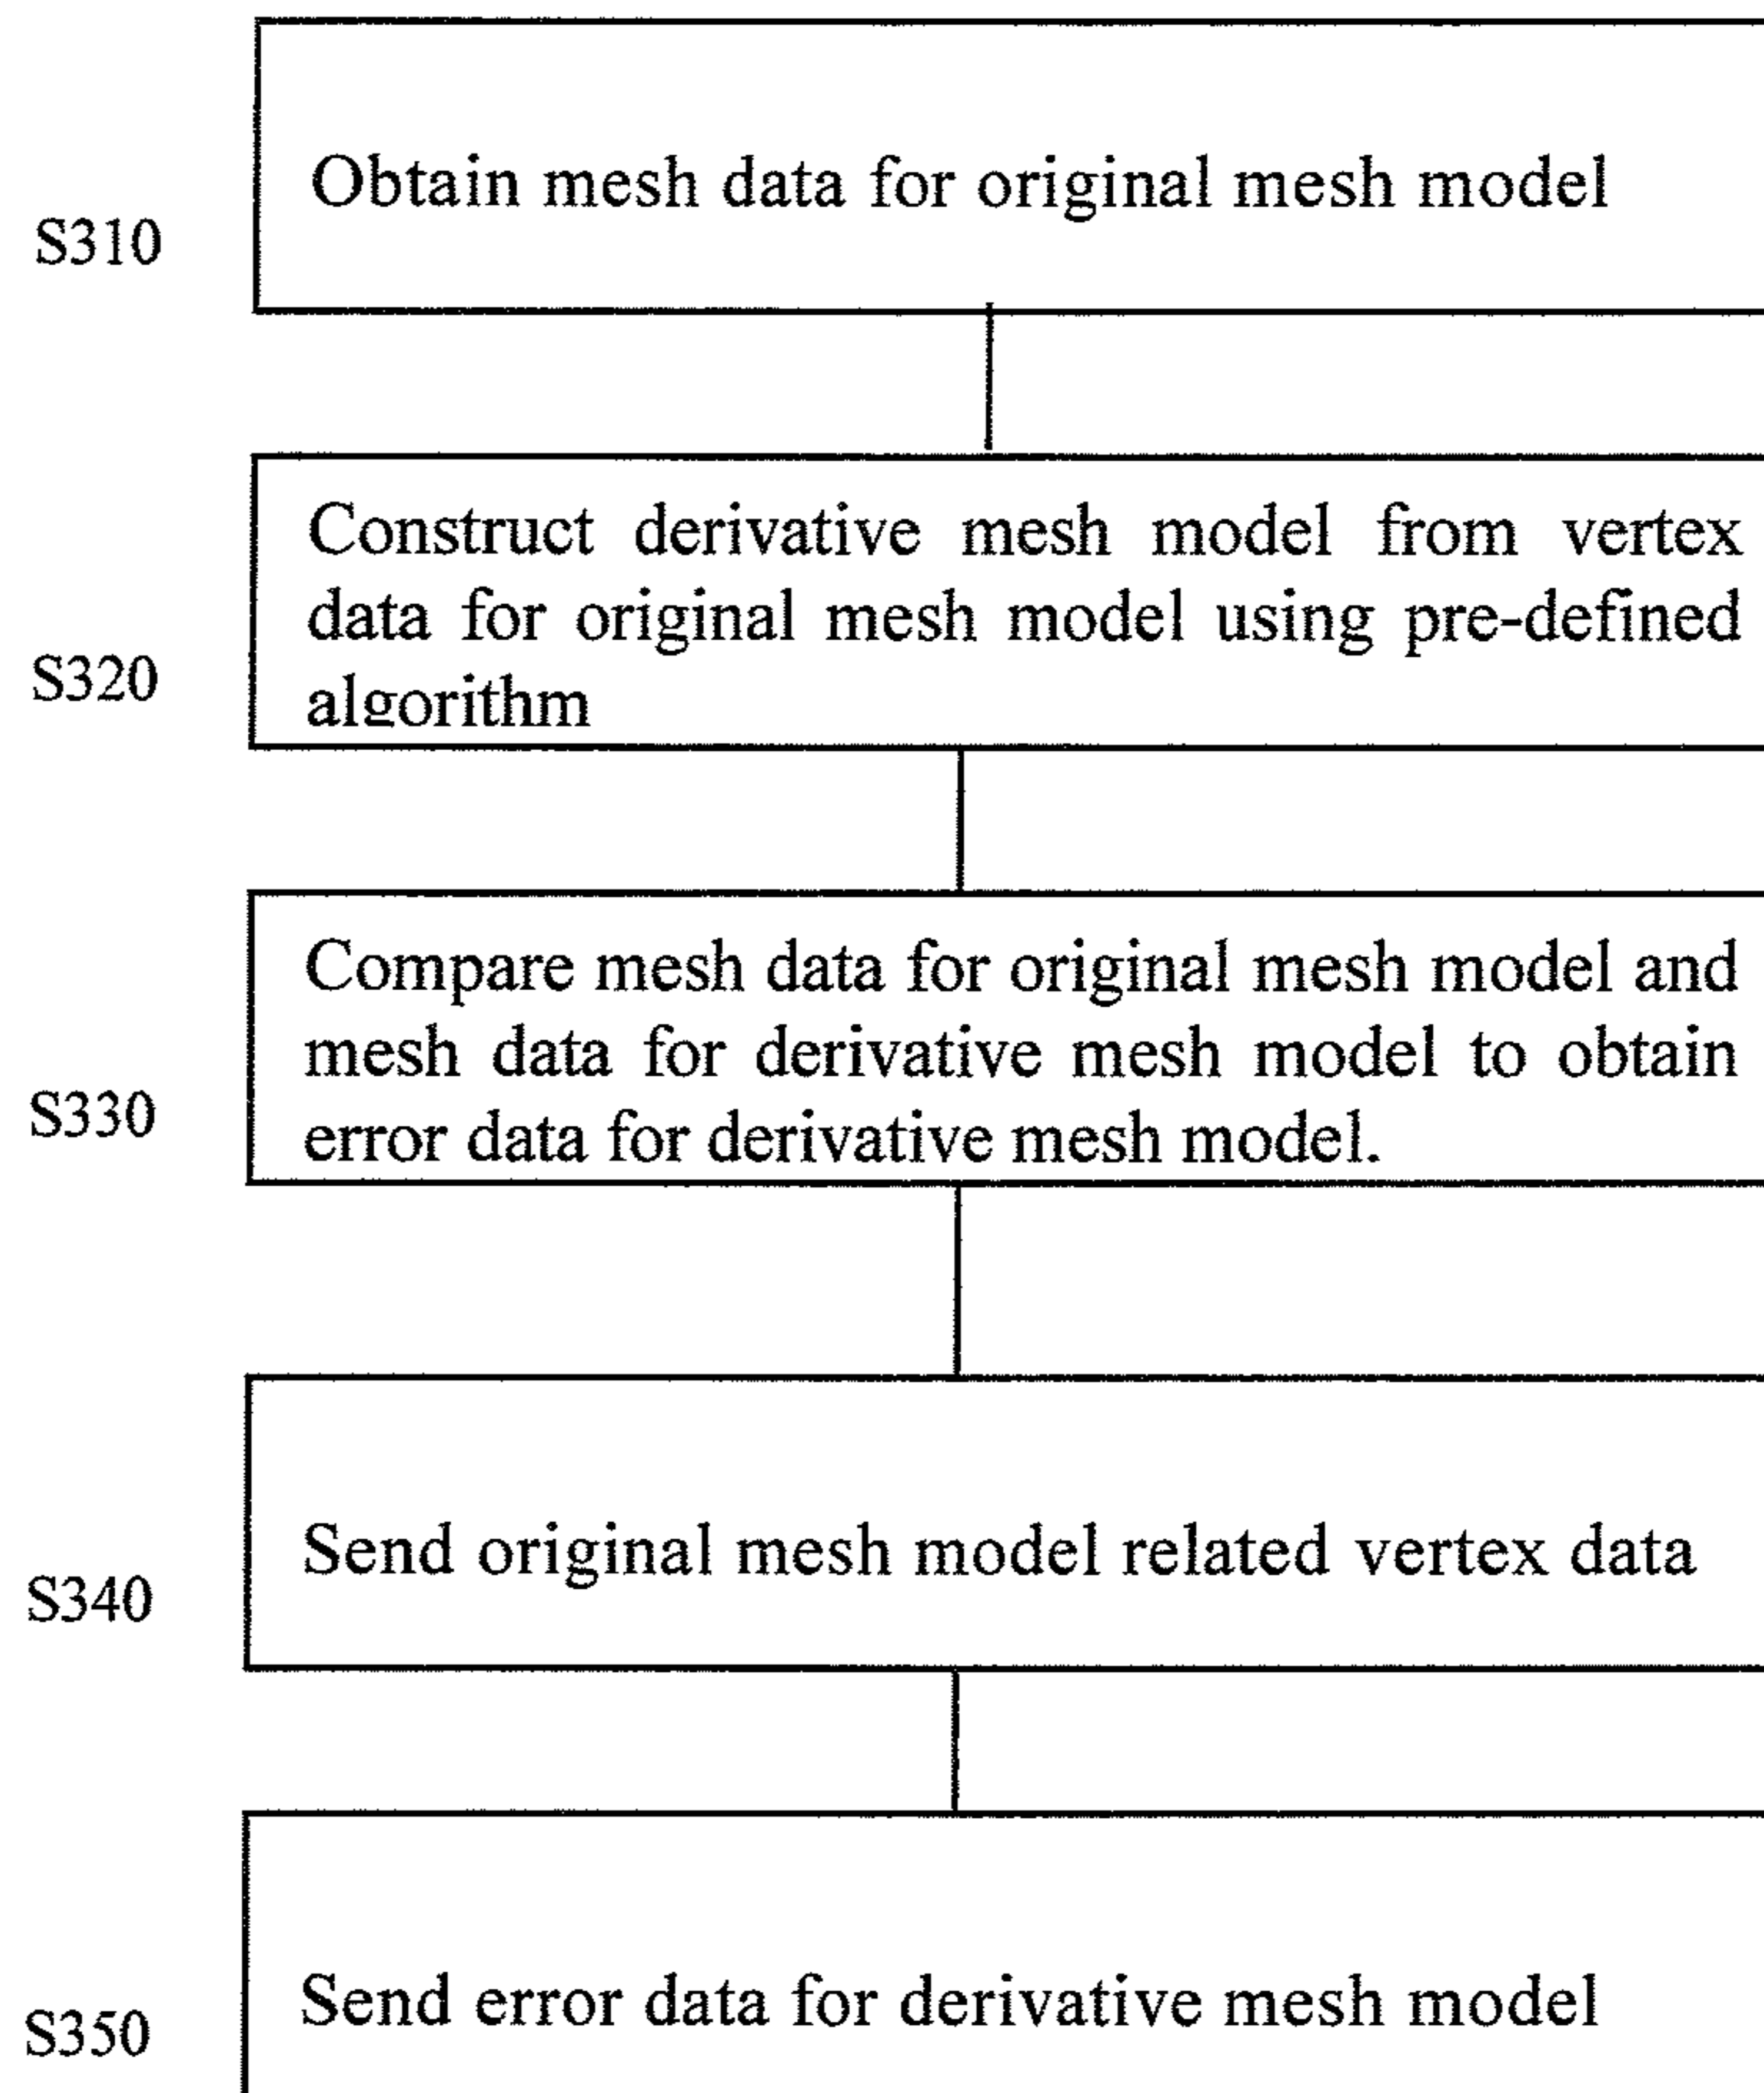 Obtain mesh data for original mesh model
S310
Construct derivative mesh model from vertex
data for original mesh model using pre-defined
algorithm
S320
Compare mesh data for original mesh model and
mesh data for derivative mesh model to obtain
error data for derivative mesh model.
S330
Send original mesh model related vertex data
S340
Send error data for derivative mesh model
S350